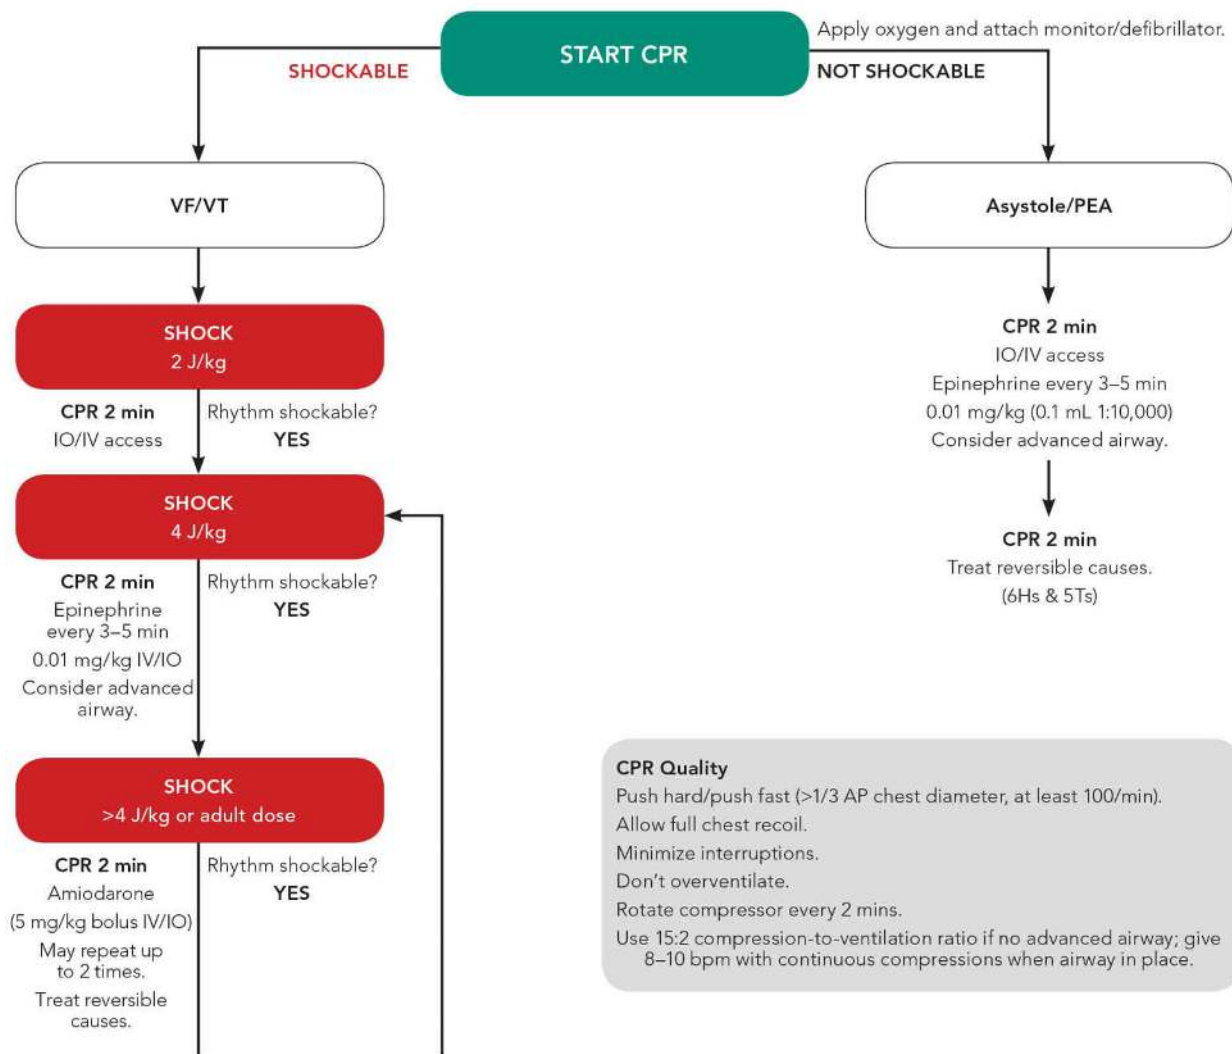 START CPR
Apply oxygen and attach monitor/defibrillator.
SHOCKABLE
NOT SHOCKABLE
VF/VT
SHOCK
2 J/kg
CPR 2 min
IO/IV access
Rhythm shockable?
YES
SHOCK
4 J/kg
CPR 2 min
Epinephrine
every 3–5 min
0.01 mg/kg IV/IO
Consider advanced
airway.
Rhythm shockable?
YES
SHOCK
>4 J/kg or adult dose
CPR 2 min
Amiodarone
(5 mg/kg bolus IV/IO)
May repeat up
to 2 times.
Treat reversible
causes.
Rhythm shockable?
YES
Asystole/PEA
CPR 2 min
IO/IV access
Epinephrine every 3–5 min
0.01 mg/kg (0.1 mL 1:10,000)
Consider advanced airway.
CPR 2 min
Treat reversible causes.
(6Hs & 5Ts)
CPR Quality
Push hard/push fast (>1/3 AP chest diameter, at least 100/min).
Allow full chest recoil.
Minimize interruptions.
Don't overventilate.
Rotate compressor every 2 mins.
Use 15:2 compression-to-ventilation ratio if no advanced airway; give
8–10 bpm with continuous compressions when airway in place.